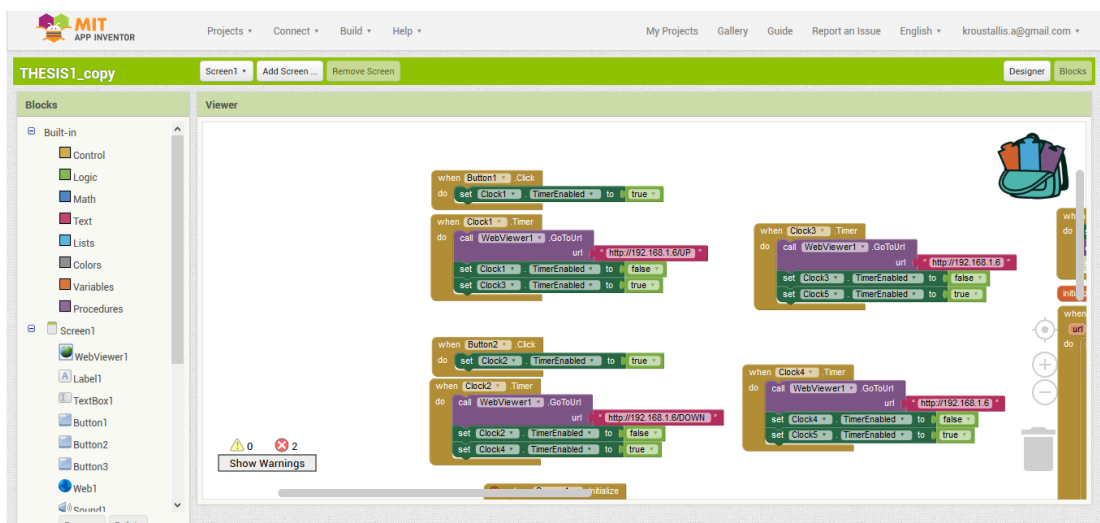 MIT
APP INVENTOR
Projects Connect Build Help My Projects Gallery Guide Report an Issue English kroustallis.a@gmail.com
THESIS1_copy Screen1 Add Screen ... Remove Screen Designer Blocks
Blocks
Built-in
Control
Logic
Math
Text
Lists
Colors
Variables
Procedures
Screen1
WebViewer1
Label1
TextBox1
Button1
Button2
Button3
Web1
Sound1
Viewer
when Button1 .Click
do set Clock1 . TimerEnabled to true
when Clock1 .Timer
do call WebViewer1 .GoToUrl
url " http://192.168.1.6/UP "
set Clock1 . TimerEnabled to false
set Clock3 . TimerEnabled to true
when Button2 .Click
do set Clock2 . TimerEnabled to true
when Clock2 .Timer
do call WebViewer1 .GoToUrl
url " http://192.168.1.6/DOWN "
set Clock2 . TimerEnabled to false
set Clock4 . TimerEnabled to true
when Clock3 .Timer
do call WebViewer1 .GoToUrl
url " http://192.168.1.6 "
set Clock3 . TimerEnabled to false
set Clock5 . TimerEnabled to true
when Clock4 .Timer
do call WebViewer1 .GoToUrl
url " http://192.168.1.6 "
set Clock4 . TimerEnabled to false
set Clock5 . TimerEnabled to true
do
when
url
do
0 2
Show Warnings